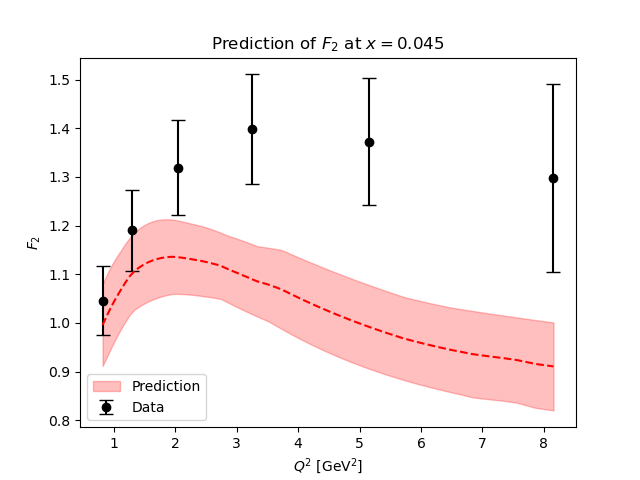 Prediction of $F_2$ at $x = 0.045$
1.5
1.4
1.3
1.2
1.1
1.0
0.9
0.8
$F_2$
Prediction
Data
1 2 3 4 5 6 7 8
$Q^2$ [GeV$^2$]